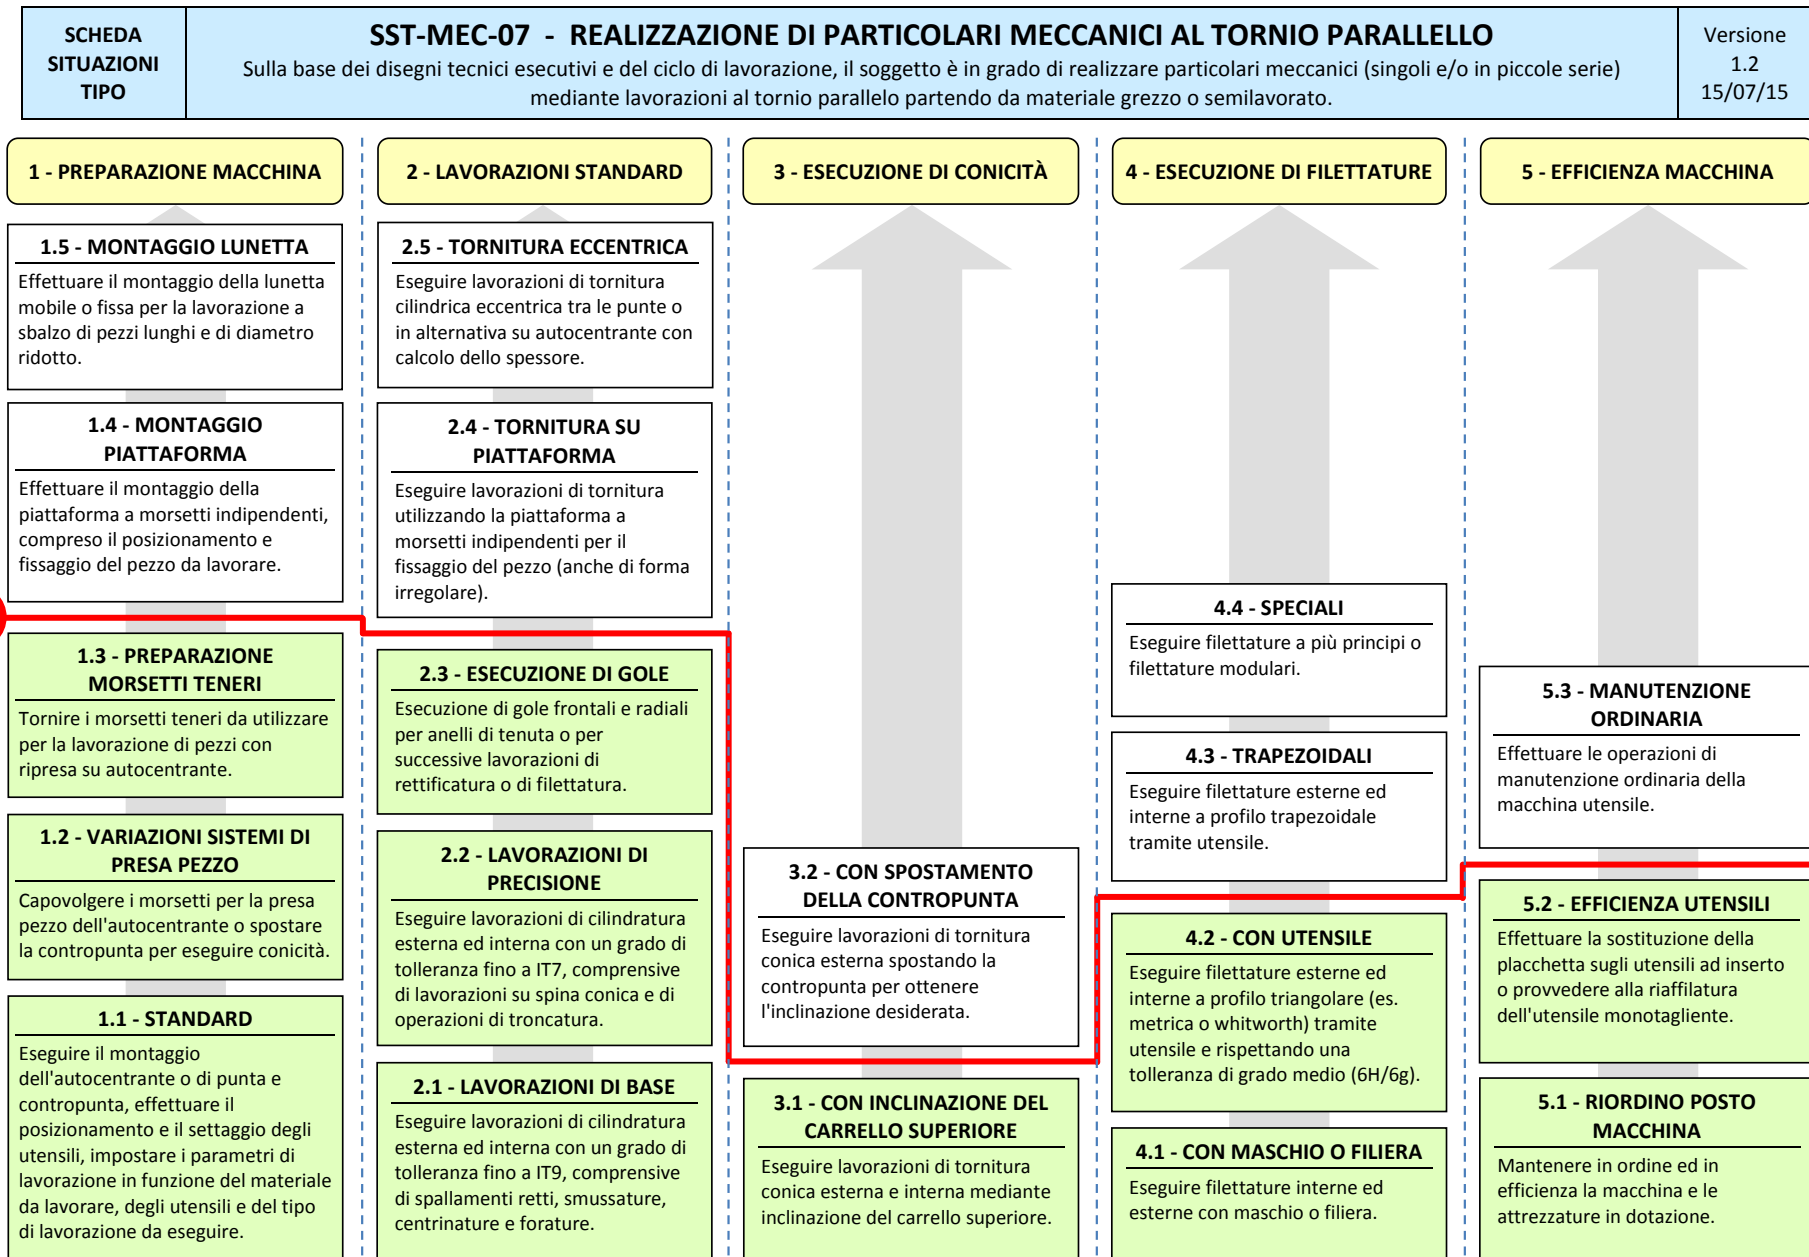 SCHEDA
SITUAZIONI
TIPO
SST-MEC-07 - REALIZZAZIONE DI PARTICOLARI MECCANICI AL TORNIO PARALLELLO
Sulla base dei disegni tecnici esecutivi e del ciclo di lavorazione, il soggetto è in grado di realizzare particolari meccanici (singoli e/o in piccole serie)
mediante lavorazioni al tornio parallelo partendo da materiale grezzo o semilavorato.
Versione
1.2
15/07/15
1 - PREPARAZIONE MACCHINA
1.5 - MONTAGGIO LUNETTA
Effettuare il montaggio della lunetta
mobile o fissa per la lavorazione a
sbalzo di pezzi lunghi e di diametro
ridotto.
1.4 - MONTAGGIO
PIATTAFORMA
Effettuare il montaggio della
piattaforma a morsetti indipendenti,
compreso il posizionamento e
fissaggio del pezzo da lavorare.
1.3 - PREPARAZIONE
MORSETTI TENERI
Tornire i morsetti teneri da utilizzare
per la lavorazione di pezzi con
ripresa su autocentrante.
1.2 - VARIAZIONI SISTEMI DI
PRESA PEZZO
Capovolgere i morsetti per la presa
pezzo dell'autocentrante o spostare
la contropunta per eseguire conicità.
1.1 - STANDARD
Eseguire il montaggio
dell'autocentrante o di punta e
contropunta, effettuare il
posizionamento e il settaggio degli
utensili, impostare i parametri di
lavorazione in funzione del materiale
da lavorare, degli utensili e del tipo
di lavorazione da eseguire.
2 - LAVORAZIONI STANDARD
2.5 - TORNITURA ECCENTRICA
Eseguire lavorazioni di tornitura
cilindrica eccentrica tra le punte o
in alternativa su autocentrante con
calcolo dello spessore.
2.4 - TORNITURA SU
PIATTAFORMA
Eseguire lavorazioni di tornitura
utilizzando la piattaforma a
morsetti indipendenti per il
fissaggio del pezzo (anche di forma
irregolare).
2.3 - ESECUZIONE DI GOLE
Esecuzione di gole frontali e radiali
per anelli di tenuta o per
successive lavorazioni di
rettificatura o di filettatura.
2.2 - LAVORAZIONI DI
PRECISIONE
Eseguire lavorazioni di cilindratura
esterna ed interna con un grado di
tolleranza fino a IT7, comprensive
di lavorazioni su spina conica e di
operazioni di troncatura.
2.1 - LAVORAZIONI DI BASE
Eseguire lavorazioni di cilindratura
esterna ed interna con un grado di
tolleranza fino a IT9, comprensive
di spallamenti retti, smussature,
centrinature e forature.
3 - ESECUZIONE DI CONICITÀ
3.2 - CON SPOSTAMENTO
DELLA CONTROPUNTA
Eseguire lavorazioni di tornitura
conica esterna spostando la
contropunta per ottenere
l'inclinazione desiderata.
3.1 - CON INCLINAZIONE DEL
CARRELLO SUPERIORE
Eseguire lavorazioni di tornitura
conica esterna e interna mediante
inclinazione del carrello superiore.
4 - ESECUZIONE DI FILETTATURE
4.4 - SPECIALI
Eseguire filettature a più principi o
filettature modulari.
4.3 - TRAPEZOIDALI
Eseguire filettature esterne ed
interne a profilo trapezoidale
tramite utensile.
4.2 - CON UTENSILE
Eseguire filettature esterne ed
interne a profilo triangolare (es.
metrica o whitworth) tramite
utensile e rispettando una
tolleranza di grado medio (6H/6g).
4.1 - CON MASCHIO O FILIERA
Eseguire filettature interne ed
esterne con maschio o filiera.
5 - EFFICIENZA MACCHINA
5.3 - MANUTENZIONE
ORDINARIA
Effettuare le operazioni di
manutenzione ordinaria della
macchina utensile.
5.2 - EFFICIENZA UTENSILI
Effettuare la sostituzione della
placchetta sugli utensili ad inserto
o provvedere alla riaffilatura
dell'utensile monotagliente.
5.1 - RIORDINO POSTO
MACCHINA
Mantenere in ordine ed in
efficienza la macchina e le
attrezzature in dotazione.